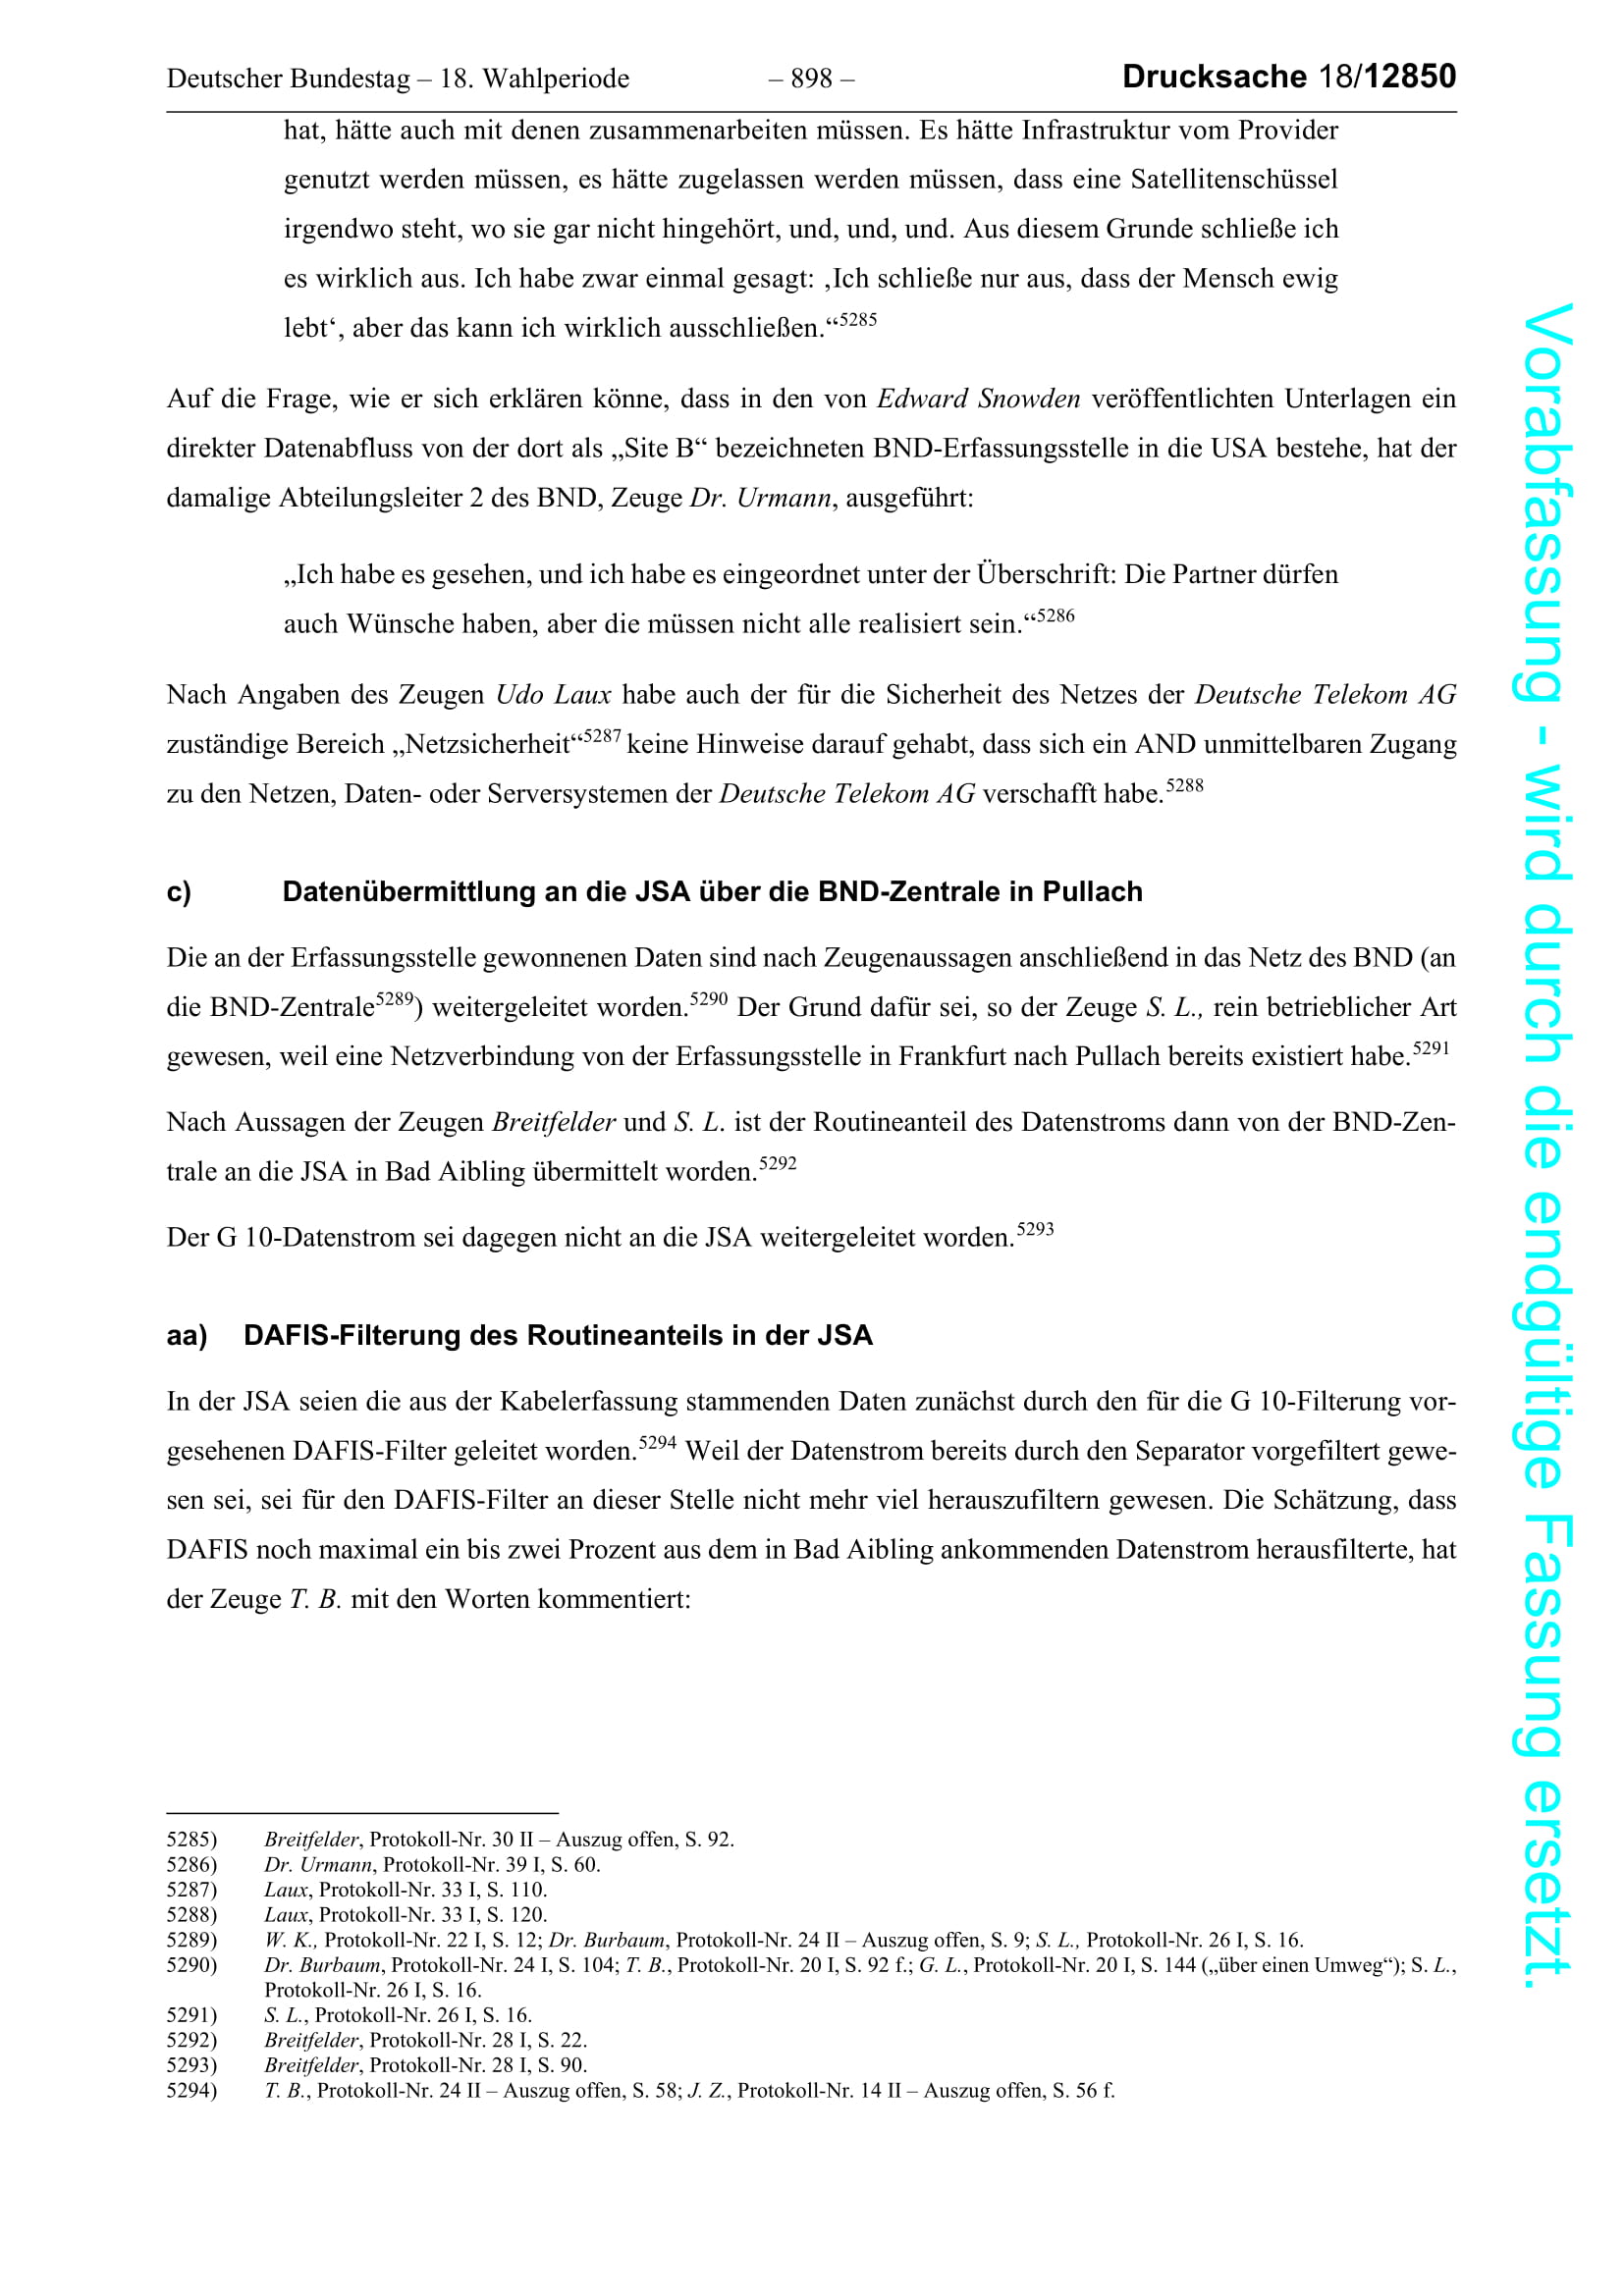 Deutscher Bundestag – 18. Wahlperiode – 898 – Drucksache 18/12850
hat, hätte auch mit denen zusammenarbeiten müssen. Es hätte Infrastruktur vom Provider
genutzt werden müssen, es hätte zugelassen werden müssen, dass eine Satellitenschüssel
irgendwo steht, wo sie gar nicht hingehört, und, und, und. Aus diesem Grunde schließe ich
es wirklich aus. Ich habe zwar einmal gesagt: ‚Ich schließe nur aus, dass der Mensch ewig
lebt‘, aber das kann ich wirklich ausschließen.“5285
Auf die Frage, wie er sich erklären könne, dass in den von Edward Snowden veröffentlichten Unterlagen ein
direkter Datenabfluss von der dort als „Site B“ bezeichneten BND-Erfassungsstelle in die USA bestehe, hat der
damalige Abteilungsleiter 2 des BND, Zeuge Dr. Urmann, ausgeführt:
„Ich habe es gesehen, und ich habe es eingeordnet unter der Überschrift: Die Partner dürfen
auch Wünsche haben, aber die müssen nicht alle realisiert sein.“5286
Nach Angaben des Zeugen Udo Laux habe auch der für die Sicherheit des Netzes der Deutsche Telekom AG
zuständige Bereich „Netzsicherheit“5287 keine Hinweise darauf gehabt, dass sich ein AND unmittelbaren Zugang
zu den Netzen, Daten- oder Serversystemen der Deutsche Telekom AG verschafft habe.5288
c) Datenübermittlung an die JSA über die BND-Zentrale in Pullach
Die an der Erfassungsstelle gewonnenen Daten sind nach Zeugenaussagen anschließend in das Netz des BND (an
die BND-Zentrale5289) weitergeleitet worden.5290 Der Grund dafür sei, so der Zeuge S. L., rein betrieblicher Art
gewesen, weil eine Netzverbindung von der Erfassungsstelle in Frankfurt nach Pullach bereits existiert habe.5291
Nach Aussagen der Zeugen Breitfelder und S. L. ist der Routineanteil des Datenstroms dann von der BND-Zen-
trale an die JSA in Bad Aibling übermittelt worden.5292
Der G 10-Datenstrom sei dagegen nicht an die JSA weitergeleitet worden.5293
aa) DAFIS-Filterung des Routineanteils in der JSA
In der JSA seien die aus der Kabelerfassung stammenden Daten zunächst durch den für die G 10-Filterung vor-
gesehenen DAFIS-Filter geleitet worden.5294 Weil der Datenstrom bereits durch den Separator vorgefiltert gewe-
sen sei, sei für den DAFIS-Filter an dieser Stelle nicht mehr viel herauszufiltern gewesen. Die Schätzung, dass
DAFIS noch maximal ein bis zwei Prozent aus dem in Bad Aibling ankommenden Datenstrom herausfilterte, hat
der Zeuge T. B. mit den Worten kommentiert:
5285) Breitfelder, Protokoll-Nr. 30 II – Auszug offen, S. 92.
5286) Dr. Urmann, Protokoll-Nr. 39 I, S. 60.
5287) Laux, Protokoll-Nr. 33 I, S. 110.
5288) Laux, Protokoll-Nr. 33 I, S. 120.
5289) W. K., Protokoll-Nr. 22 I, S. 12; Dr. Burbaum, Protokoll-Nr. 24 II – Auszug offen, S. 9; S. L., Protokoll-Nr. 26 I, S. 16.
5290) Dr. Burbaum, Protokoll-Nr. 24 I, S. 104; T. B., Protokoll-Nr. 20 I, S. 92 f.; G. L., Protokoll-Nr. 20 I, S. 144 („über einen Umweg“); S. L.,
Protokoll-Nr. 26 I, S. 16.
5291) S. L., Protokoll-Nr. 26 I, S. 16.
5292) Breitfelder, Protokoll-Nr. 28 I, S. 22.
5293) Breitfelder, Protokoll-Nr. 28 I, S. 90.
5294) T. B., Protokoll-Nr. 24 II – Auszug offen, S. 58; J. Z., Protokoll-Nr. 14 II – Auszug offen, S. 56 f.
Vorabfassung - wird durch die endgültige Fassung ersetzt.